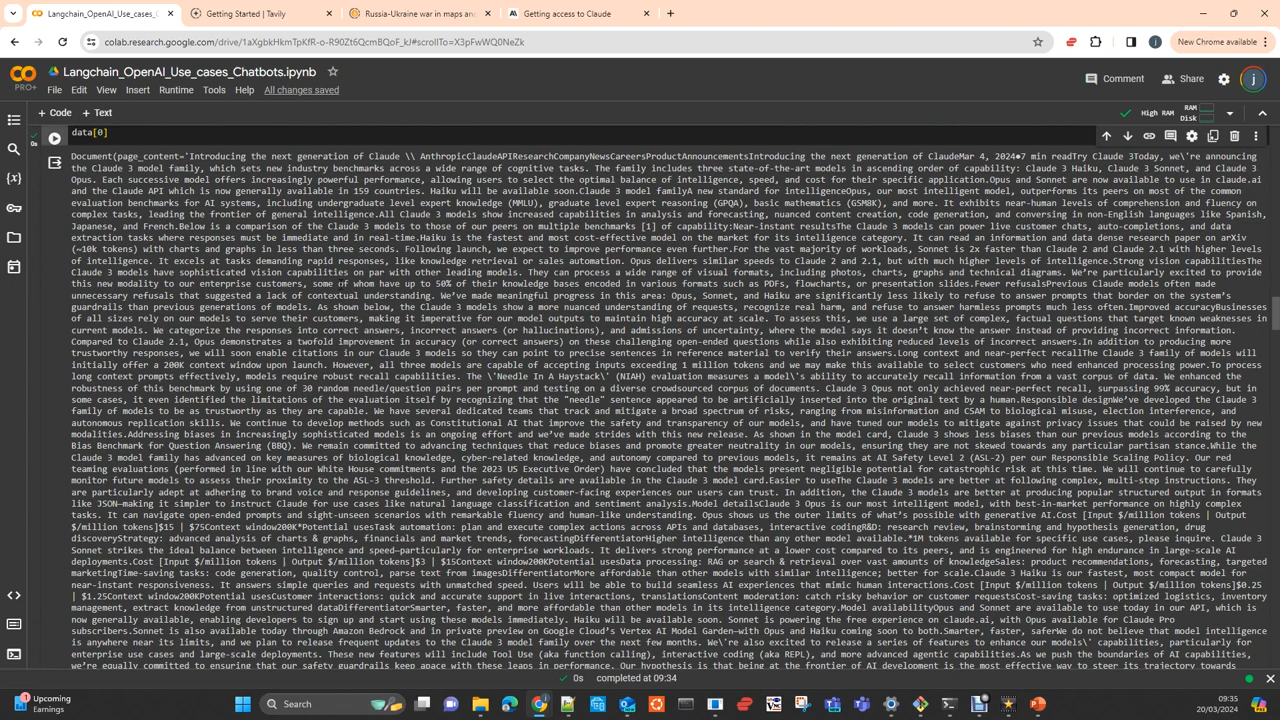 Langchain_OpenAI_Use_cases_C
Getting Started | Tavily
Russia-Ukraine war in maps an
Getting access to Claude
colab.research.google.com/drive/1aXgbkHkmTpKfR-o-R90Zt6QcmBQoF_kJ#scrollTo=X3pFwWQ0NeZk
New Chrome available
Langchain_OpenAI_Use_cases_Chatbots.ipynb
PRO+
File Edit View Insert Runtime Tools Help All changes saved
Comment Share
+ Code + Text
High RAM RAM Disk
0s
data[0]
Document(page_content='Introducing the next generation of Claude \\ AnthropicClaudeAPIResearchCompanyNewsCareersProductAnnouncementsIntroducing the next generation of ClaudeMar 4, 2024●7 min readTry Claude 3Today, we\'re announcing
the Claude 3 model family, which sets new industry benchmarks across a wide range of cognitive tasks. The family includes three state-of-the-art models in ascending order of capability: Claude 3 Haiku, Claude 3 Sonnet, and Claude 3
Opus. Each successive model offers increasingly powerful performance, allowing users to select the optimal balance of intelligence, speed, and cost for their specific application.Opus and Sonnet are now available to use in claude.ai
and the Claude API which is now generally available in 159 countries. Haiku will be available soon.Claude 3 model familyA new standard for intelligenceOpus, our most intelligent model, outperforms its peers on most of the common
evaluation benchmarks for AI systems, including undergraduate level expert knowledge (MMLU), graduate level expert reasoning (GPQA), basic mathematics (GSM8K), and more. It exhibits near-human levels of comprehension and fluency on
complex tasks, leading the frontier of general intelligence.All Claude 3 models show increased capabilities in analysis and forecasting, nuanced content creation, code generation, and conversing in non-English languages like Spanish,
Japanese, and French.Below is a comparison of the Claude 3 models to those of our peers on multiple benchmarks [1] of capability:Near-instant resultsThe Claude 3 models can power live customer chats, auto-completions, and data
extraction tasks where responses must be immediate and in real-time.Haiku is the fastest and most cost-effective model on the market for its intelligence category. It can read an information and data dense research paper on arXiv
(~10k tokens) with charts and graphs in less than three seconds. Following launch, we expect to improve performance even further.For the vast majority of workloads, Sonnet is 2x faster than Claude 2 and Claude 2.1 with higher levels
of intelligence. It excels at tasks demanding rapid responses, like knowledge retrieval or sales automation. Opus delivers similar speeds to Claude 2 and 2.1, but with much higher levels of intelligence.Strong vision capabilitiesThe
Claude 3 models have sophisticated vision capabilities on par with other leading models. They can process a wide range of visual formats, including photos, charts, graphs and technical diagrams. We're particularly excited to provide
this new modality to our enterprise customers, some of whom have up to 50% of their knowledge bases encoded in various formats such as PDFs, flowcharts, or presentation slides.Fewer refusalsPrevious Claude models often made
unnecessary refusals that suggested a lack of contextual understanding. We've made meaningful progress in this area: Opus, Sonnet, and Haiku are significantly less likely to refuse to answer prompts that border on the system's
guardrails than previous generations of models. As shown below, the Claude 3 models show a more nuanced understanding of requests, recognize real harm, and refuse to answer harmless prompts much less often.Improved accuracyBusinesses
of all sizes rely on our models to serve their customers, making it imperative for our model outputs to maintain high accuracy at scale. To assess this, we use a large set of complex, factual questions that target known weaknesses in
current models. We categorize the responses into correct answers, incorrect answers (or hallucinations), and admissions of uncertainty, where the model says it doesn't know the answer instead of providing incorrect information.
Compared to Claude 2.1, Opus demonstrates a twofold improvement in accuracy (or correct answers) on these challenging open-ended questions while also exhibiting reduced levels of incorrect answers.In addition to producing more
trustworthy responses, we will soon enable citations in our Claude 3 models so they can point to precise sentences in reference material to verify their answers.Long context and near-perfect recallThe Claude 3 family of models will
initially offer a 200K context window upon launch. However, all three models are capable of accepting inputs exceeding 1 million tokens and we may make this available to select customers who need enhanced processing power.To process
long context prompts effectively, models require robust recall capabilities. The \'Needle In A Haystack\' (NIAH) evaluation measures a model\'s ability to accurately recall information from a vast corpus of data. We enhanced the
robustness of this benchmark by using one of 30 random needle/question pairs per prompt and testing on a diverse crowdsourced corpus of documents. Claude 3 Opus not only achieved near-perfect recall, surpassing 99% accuracy, but in
some cases, it even identified the limitations of the evaluation itself by recognizing that the "needle" sentence appeared to be artificially inserted into the original text by a human.Responsible designWe've developed the Claude 3
family of models to be as trustworthy as they are capable. We have several dedicated teams that track and mitigate a broad spectrum of risks, ranging from misinformation and CSAM to biological misuse, election interference, and
autonomous replication skills. We continue to develop methods such as Constitutional AI that improve the safety and transparency of our models, and have tuned our models to mitigate against privacy issues that could be raised by new
modalities.Addressing biases in increasingly sophisticated models is an ongoing effort and we've made strides with this new release. As shown in the model card, Claude 3 shows less biases than our previous models according to the
Bias Benchmark for Question Answering (BBQ). We remain committed to advancing techniques that reduce biases and promote greater neutrality in our models, ensuring they are not skewed towards any particular partisan stance.While the
Claude 3 model family has advanced on key measures of biological knowledge, cyber-related knowledge, and autonomy compared to previous models, it remains at AI Safety Level 2 (ASL-2) per our Responsible Scaling Policy. Our red
teaming evaluations (performed in line with our White House commitments and the 2023 US Executive Order) have concluded that the models present negligible potential for catastrophic risk at this time. We will continue to carefully
monitor future models to assess their proximity to the ASL-3 threshold. Further safety details are available in the Claude 3 model card.Easier to useThe Claude 3 models are better at following complex, multi-step instructions. They
are particularly adept at adhering to brand voice and response guidelines, and developing customer-facing experiences our users can trust. In addition, the Claude 3 models are better at producing popular structured output in formats
like JSON—making it simpler to instruct Claude for use cases like natural language classification and sentiment analysis.Model detailsClaude 3 Opus is our most intelligent model, with best-in-market performance on highly complex
tasks. It can navigate open-ended prompts and sight-unseen scenarios with remarkable fluency and human-like understanding. Opus shows us the outer limits of what's possible with generative AI.Cost [Input $/million tokens | Output
$/million tokens]$15 | $75Context window200K*Potential usesTask automation: plan and execute complex actions across APIs and databases, interactive codingR&D: research review, brainstorming and hypothesis generation, drug
discoveryStrategy: advanced analysis of charts & graphs, financials and market trends, forecastingDifferentiatorHigher intelligence than any other model available.*1M tokens available for specific use cases, please inquire. Claude 3
Sonnet strikes the ideal balance between intelligence and speed—particularly for enterprise workloads. It delivers strong performance at a lower cost compared to its peers, and is engineered for high endurance in large-scale AI
deployments.Cost [Input $/million tokens | Output $/million tokens]$3 | $15Context window200KPotential usesData processing: RAG or search & retrieval over vast amounts of knowledgeSales: product recommendations, forecasting, targeted
marketingTime-saving tasks: code generation, quality control, parse text from imagesDifferentiatorMore affordable than other models with similar intelligence; better for scale.Claude 3 Haiku is our fastest, most compact model for
near-instant responsiveness. It answers simple queries and requests with unmatched speed. Users will be able to build seamless AI experiences that mimic human interactions.Cost [Input $/million tokens | Output $/million tokens]$0.25
| $1.25Context window200KPotential usesCustomer interactions: quick and accurate support in live interactions, translationsContent moderation: catch risky behavior or customer requestsCost-saving tasks: optimized logistics, inventory
management, extract knowledge from unstructured dataDifferentiatorSmarter, faster, and more affordable than other models in its intelligence category.Model availabilityOpus and Sonnet are available to use today in our API, which is
now generally available, enabling developers to sign up and start using these models immediately. Haiku will be available soon. Sonnet is powering the free experience on claude.ai, with Opus available for Claude Pro
subscribers.Sonnet is also available today through Amazon Bedrock and in private preview on Google Cloud's Vertex AI Model Garden—with Opus and Haiku coming soon to both.Smarter, faster, saferWe do not believe that model intelligence
is anywhere near its limits, and we plan to release frequent updates to the Claude 3 model family over the next few months. We\'re also excited to release a series of features to enhance our models\' capabilities, particularly for
enterprise use cases and large-scale deployments. These new features will include Tool Use (aka function calling), interactive coding (aka REPL), and more advanced agentic capabilities.As we push the boundaries of AI capabilities,
we're equally committed to ensuring that our safety guardrails keep apace with these leaps in performance. Our hypothesis is that being at the frontier of AI development is the most effective way to steer its trajectory towards
0s completed at 09:34
Upcoming
Earnings
Search
09:35
20/03/2024